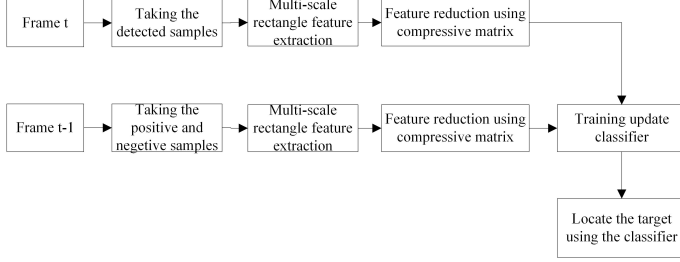 Frame t
Taking the
detected samples
Multi-scale
rectangle feature
extraction
Feature reduction using
compressive matrix
Frame t-1
Taking the
positive and
negetive samples
Multi-scale
rectangle feature
extraction
Feature reduction using
compressive matrix
Training update
classifier
Locate the target
using the classifier